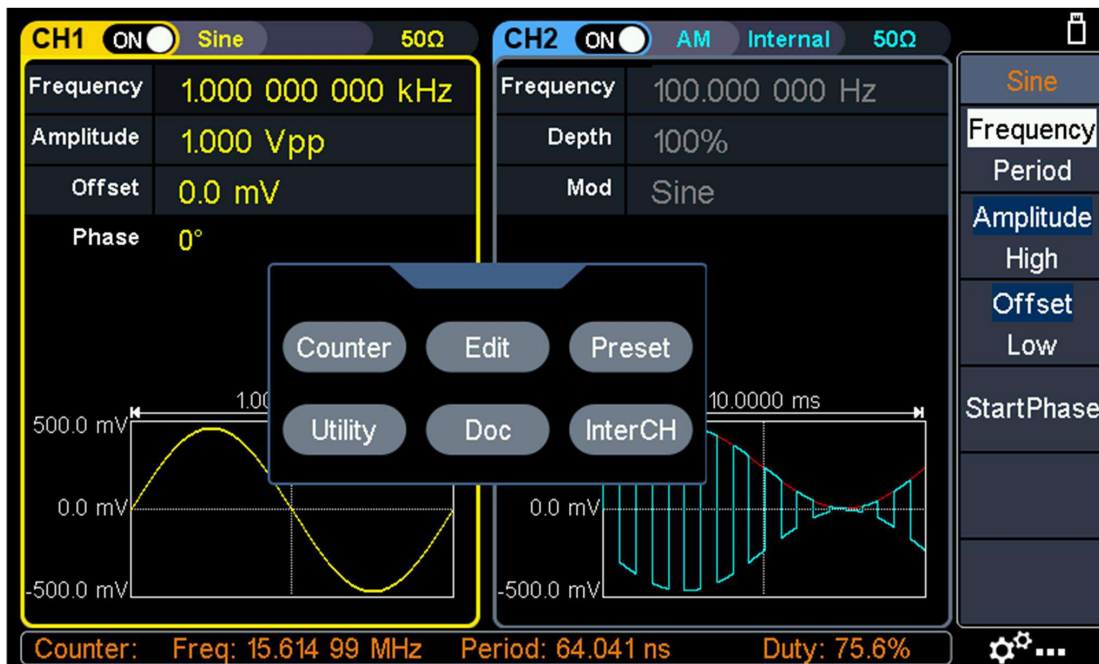 CH1 ON Sine 50Ω
Frequency 1.000 000 000 kHz
Amplitude 1.000 Vpp
Offset 0.0 mV
Phase 0°
CH2 ON AM Internal 50Ω
Frequency 100.000 000 Hz
Depth 100%
Mod Sine
Counter Edit Preset
Utility Doc InterCH
1.00
500.0 mV
0.0 mV
-500.0 mV
10.0000 ms
0.0 mV
-500.0 mV
Sine
Frequency
Period
Amplitude
High
Offset
Low
StartPhase
Counter: Freq: 15.614 99 MHz Period: 64.041 ns Duty: 75.6%